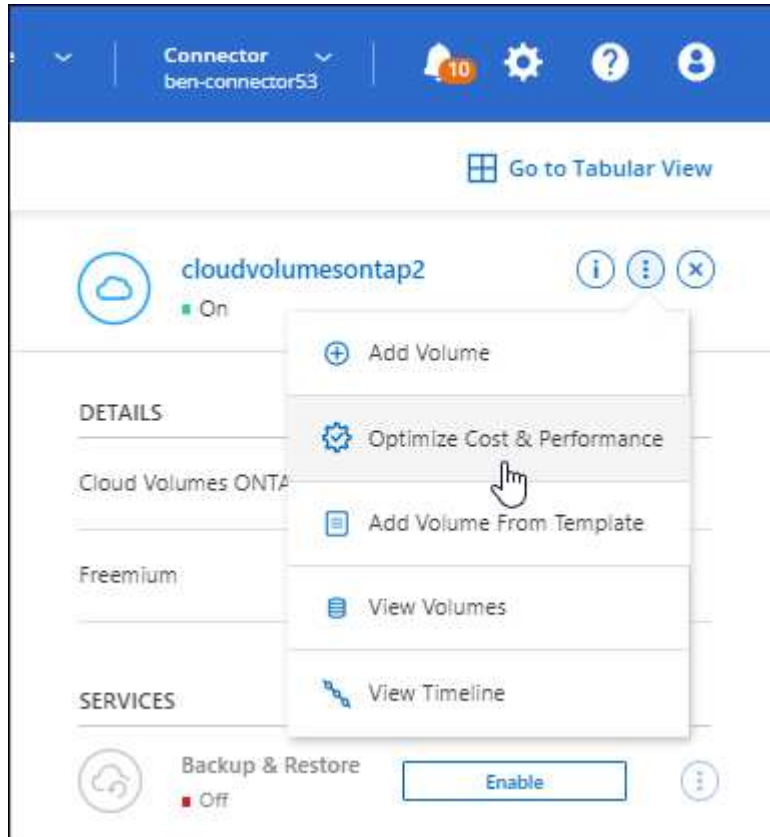 Connector
ben-connector53
10
Go to Tabular View
cloudvolumesontap2
On
Add Volume
DETAILS
Optimize Cost & Performance
Cloud Volumes ONTA
Add Volume From Template
Freemium
View Volumes
View Timeline
SERVICES
Backup & Restore
Enable
Off